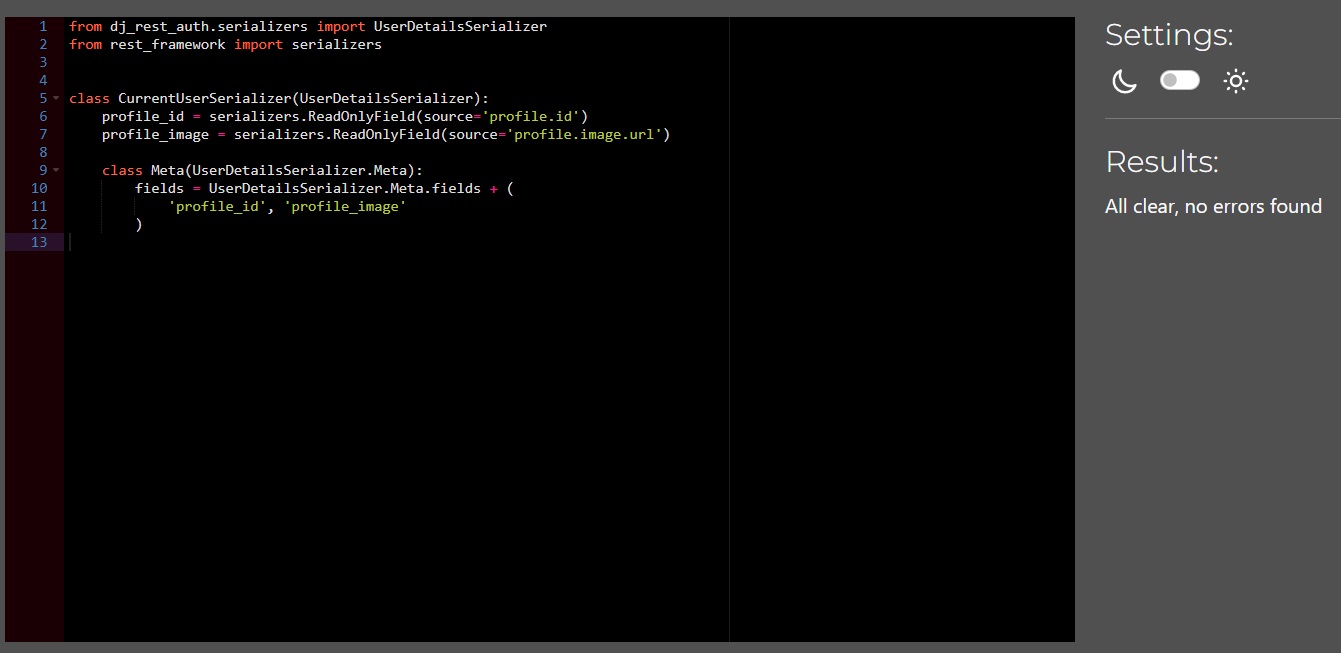 1 from dj_rest_auth.serializers import UserDetailsSerializer
2 from rest_framework import serializers
3
4
5 class CurrentUserSerializer(UserDetailsSerializer):
6     profile_id = serializers.ReadOnlyField(source='profile.id')
7     profile_image = serializers.ReadOnlyField(source='profile.image.url')
8
9     class Meta(UserDetailsSerializer.Meta):
10         fields = UserDetailsSerializer.Meta.fields + (
11             'profile_id', 'profile_image'
12         )
13
Settings:
Results:
All clear, no errors found